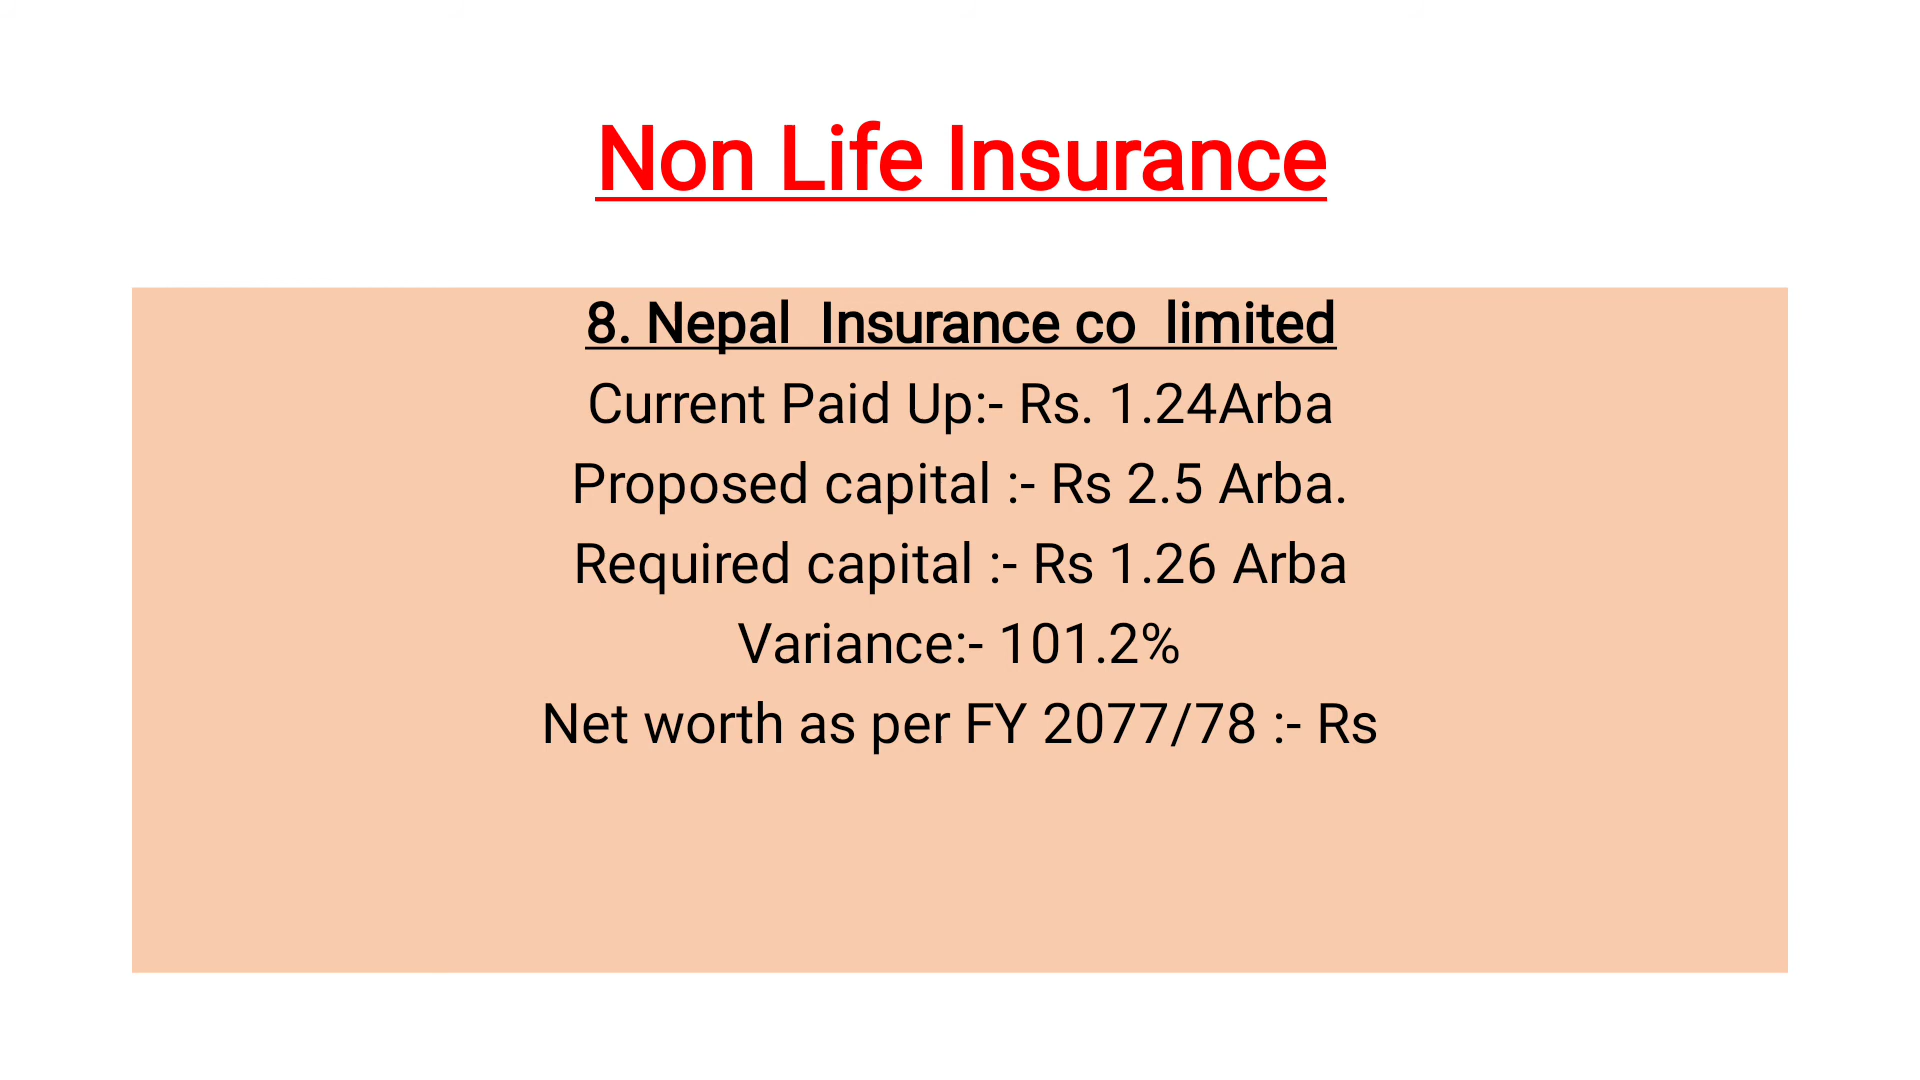 Non Life Insurance
8. Nepal  Insurance co  limited
Current Paid Up:- Rs. 1.24Arba
Proposed capital :- Rs 2.5 Arba.
Required capital :- Rs 1.26 Arba
Variance:- 101.2%
Net worth as per FY 2077/78 :- Rs